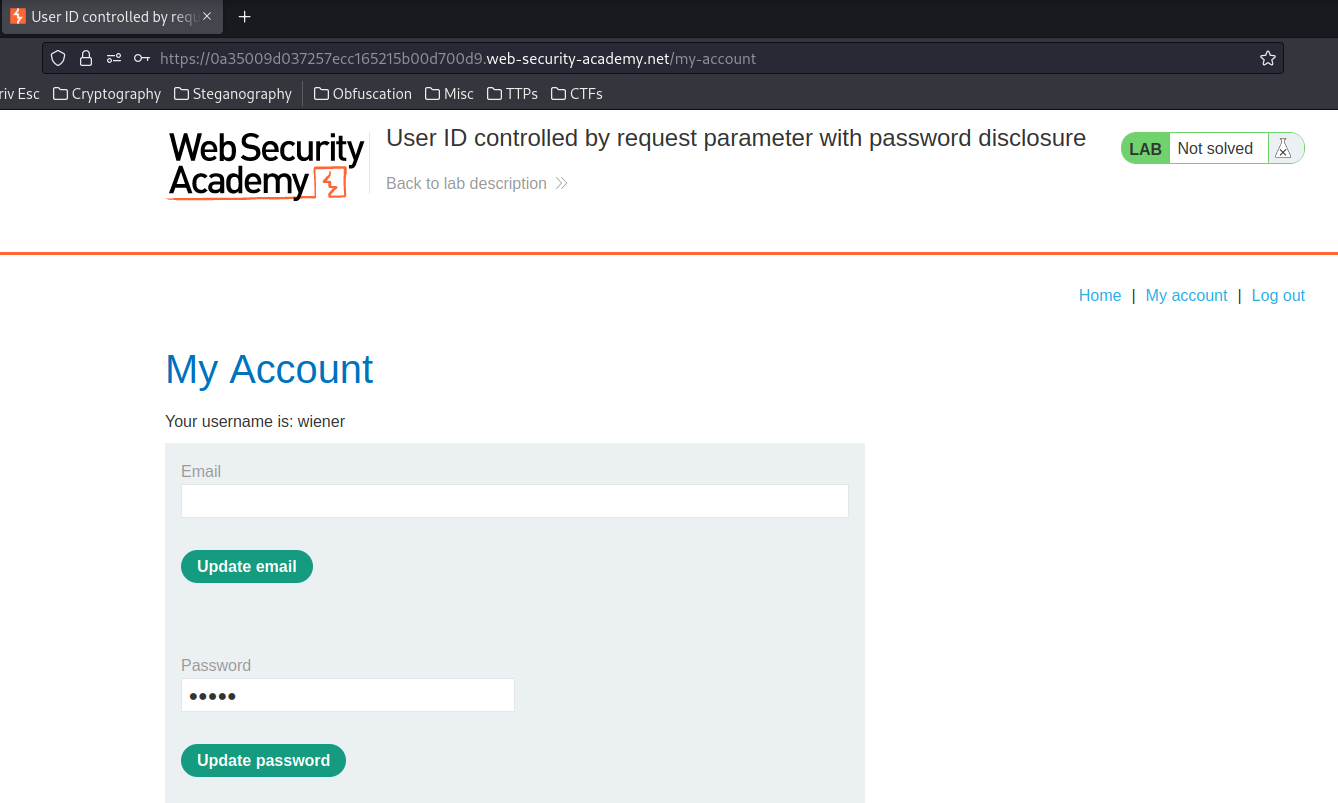 User ID controlled by requ
https://0a35009d037257ecc165215b00d700d9.web-security-academy.net/my-account
riv Esc Cryptography Steganography Obfuscation Misc TTPs CTFs
Web Security
Academy
User ID controlled by request parameter with password disclosure
Back to lab description
LAB Not solved
Home | My account | Log out
My Account
Your username is: wiener
Email
Update email
Password
•••••
Update password